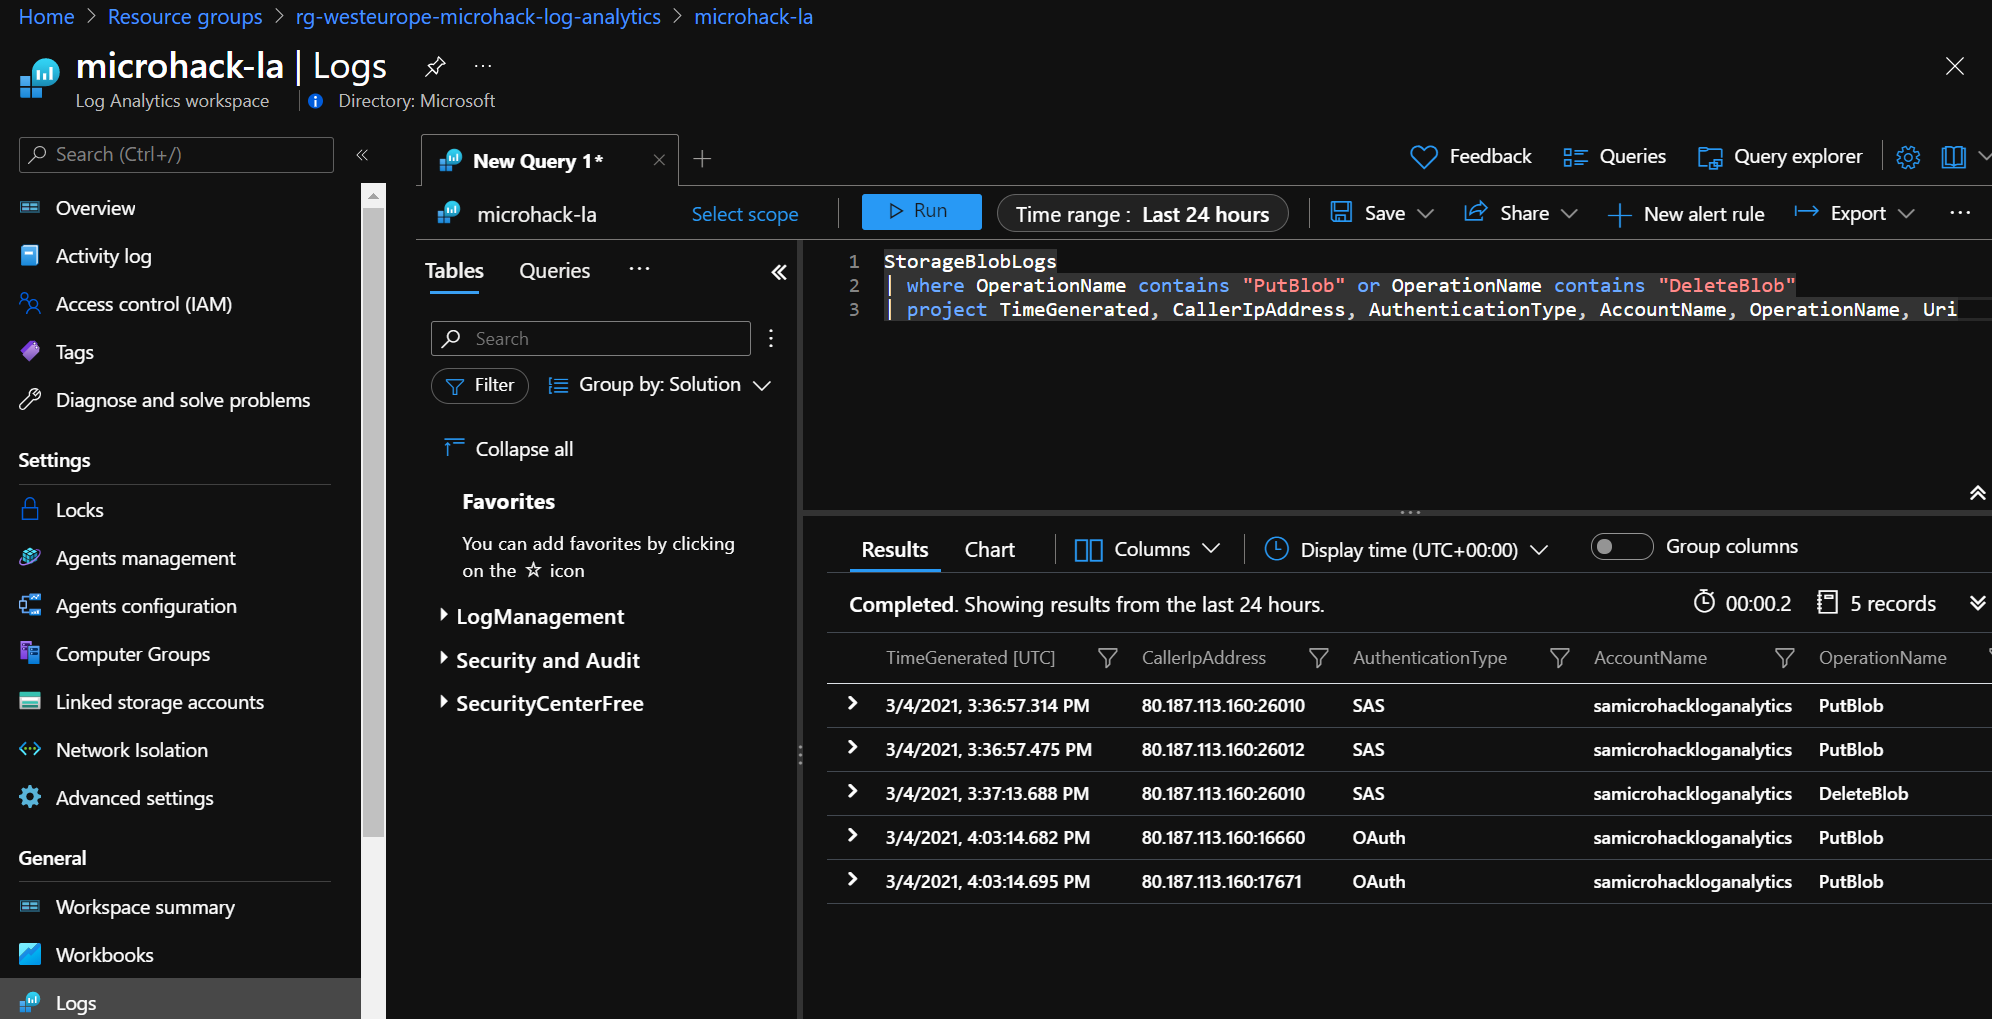 Home > Resource groups > rg-westeurope-microhack-log-analytics > microhack-la
microhack-la | Logs
Log Analytics workspace
Directory: Microsoft
Search (Ctrl+/)
Overview
Activity log
Access control (IAM)
Tags
Diagnose and solve problems
Settings
Locks
Agents management
Agents configuration
Computer Groups
Linked storage accounts
Network Isolation
Advanced settings
General
Workspace summary
Workbooks
Logs
New Query 1*
Feedback
Queries
Query explorer
microhack-la
Select scope
Run
Time range : Last 24 hours
Save
Share
New alert rule
Export
Tables
Queries
Search
Filter
Group by: Solution
Collapse all
Favorites
You can add favorites by clicking
on the ☆ icon
LogManagement
Security and Audit
SecurityCenterFree
1 StorageBlobLogs
2 | where OperationName contains "PutBlob" or OperationName contains "DeleteBlob"
3 | project TimeGenerated, CallerIpAddress, AuthenticationType, AccountName, OperationName, Uri
Results
Chart
Columns
Display time (UTC+00:00)
Group columns
Completed. Showing results from the last 24 hours.
00:00.2
5 records
TimeGenerated [UTC] CallerIpAddress AuthenticationType AccountName OperationName
3/4/2021, 3:36:57.314 PM 80.187.113.160:26010 SAS samicrohackloganalytics PutBlob
3/4/2021, 3:36:57.475 PM 80.187.113.160:26012 SAS samicrohackloganalytics PutBlob
3/4/2021, 3:37:13.688 PM 80.187.113.160:26010 SAS samicrohackloganalytics DeleteBlob
3/4/2021, 4:03:14.682 PM 80.187.113.160:16660 OAuth samicrohackloganalytics PutBlob
3/4/2021, 4:03:14.695 PM 80.187.113.160:17671 OAuth samicrohackloganalytics PutBlob